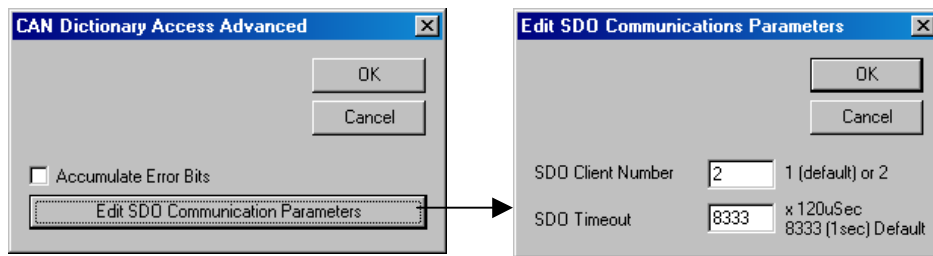 CAN Dictionary Access Advanced
OK
Cancel
Accumulate Error Bits
Edit SDO Communication Parameters
Edit SDO Communications Parameters
OK
Cancel
SDO Client Number 2 1 (default) or 2
SDO Timeout 8333 x 120uSec
8333 (1sec) Default